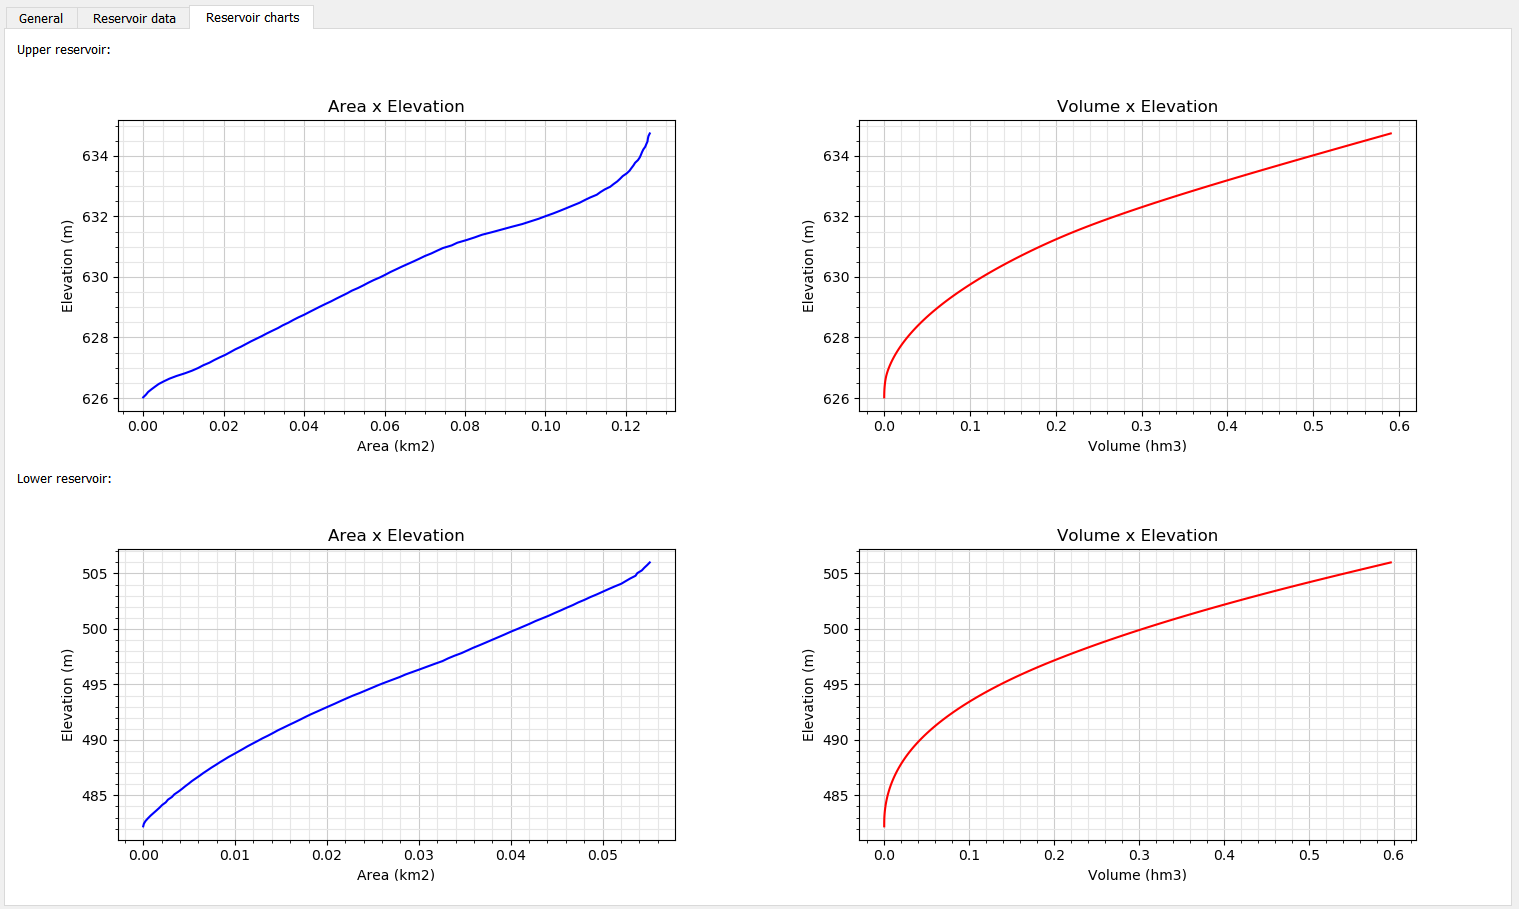 General Reservoir data Reservoir charts
Upper reservoir:
Area x Elevation
Elevation (m)
634
632
630
628
626
0.00 0.02 0.04 0.06 0.08 0.10 0.12
Area (km2)
Volume x Elevation
Elevation (m)
634
632
630
628
626
0.0 0.1 0.2 0.3 0.4 0.5 0.6
Volume (hm3)
Lower reservoir:
Area x Elevation
Elevation (m)
505
500
495
490
485
0.00 0.01 0.02 0.03 0.04 0.05
Area (km2)
Volume x Elevation
Elevation (m)
505
500
495
490
485
0.0 0.1 0.2 0.3 0.4 0.5 0.6
Volume (hm3)